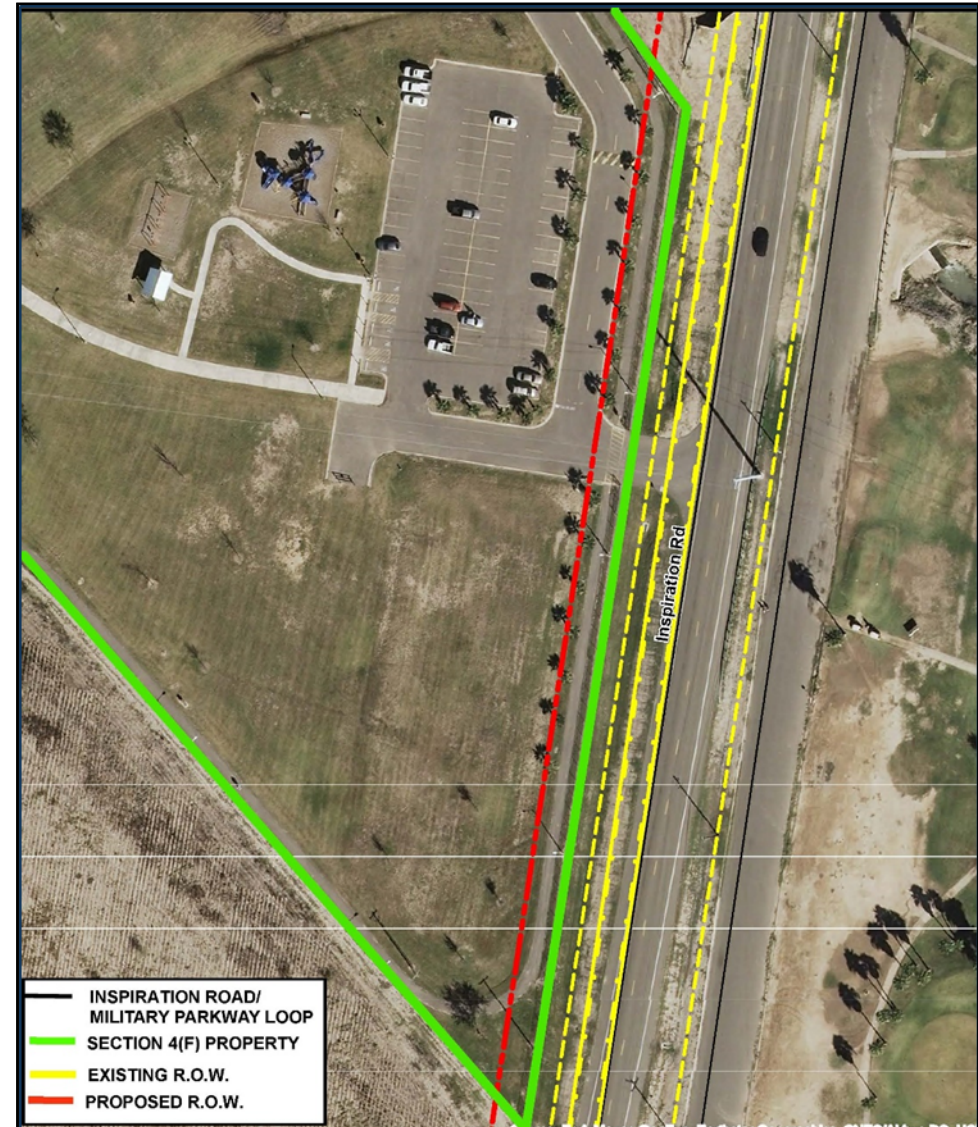 Inspiration Rd
INSPIRATION ROAD/
MILITARY PARKWAY LOOP
SECTION 4(F) PROPERTY
EXISTING R.O.W.
PROPOSED R.O.W.